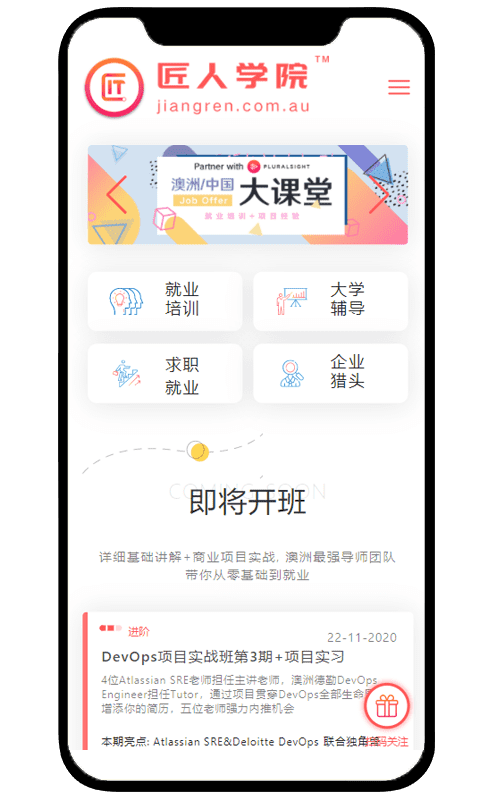 匠人学院 TM
jiangren.com.au
IT
Partner with PLURALSIGHT
澳洲/中国
Job Offer
大课堂
就业培训+项目经验
就业
培训
大学
辅导
求职
就业
企业
猎头
COMING SOON
即将开班
详细基础讲解+商业项目实战, 澳洲最强导师团队
带你从零基础到就业
进阶
22-11-2020
DevOps项目实战班第3期+项目实习
4位Atlassian SRE老师担任主讲老师，澳洲德勤DevOps
Engineer担任Tutor，通过项目贯穿DevOps全部生命
增添你的简历，五位老师强力内推机会
本期亮点: Atlassian SRE&Deloitte DevOps 联合独角
码关注